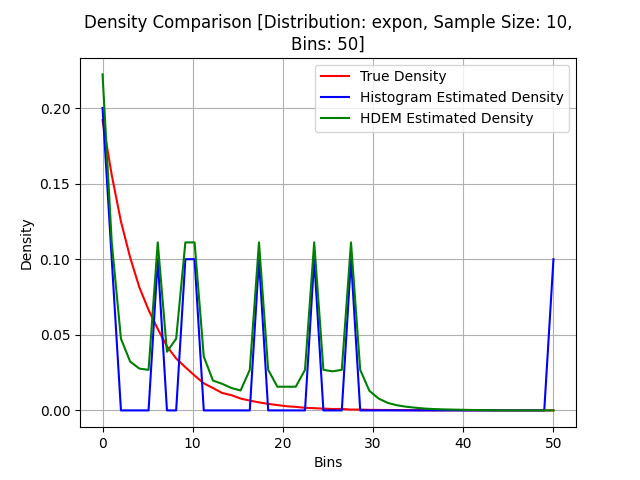 Density Comparison [Distribution: expon, Sample Size: 10,
Bins: 50]
True Density
Histogram Estimated Density
HDEM Estimated Density
Density
0.20
0.15
0.10
0.05
0.00
0 10 20 30 40 50
Bins